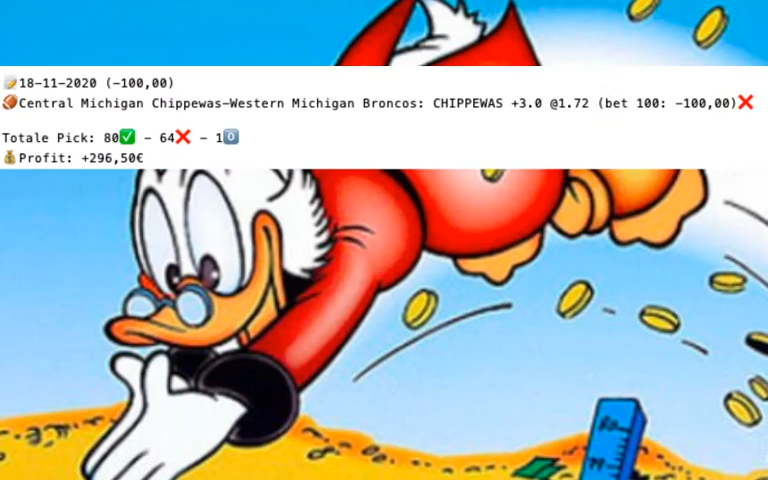 📝18-11-2020 (-100,00)
🏈Central Michigan Chippewas-Western Michigan Broncos: CHIPPEWAS +3.0 @1.72 (bet 100: -100,00)❌
Totale Pick: 80✅ - 64❌ - 10️⃣
💰Profit: +296,50€